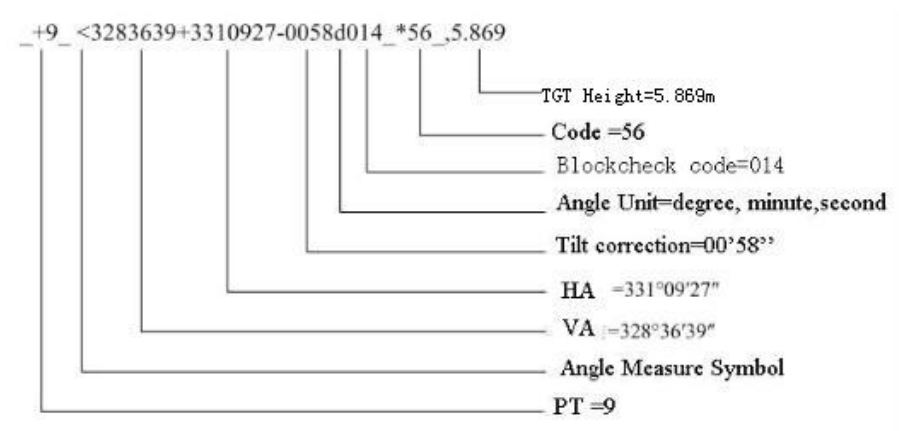 _+9_ <3283639+3310927-0058d014_*56_,5.869
TGT Height=5.869m
Code =56
Blockcheck code=014
Angle Unit=degree, minute,second
Tilt correction=00’58’’
HA =331°09'27"
VA =328°36'39"
Angle Measure Symbol
PT =9